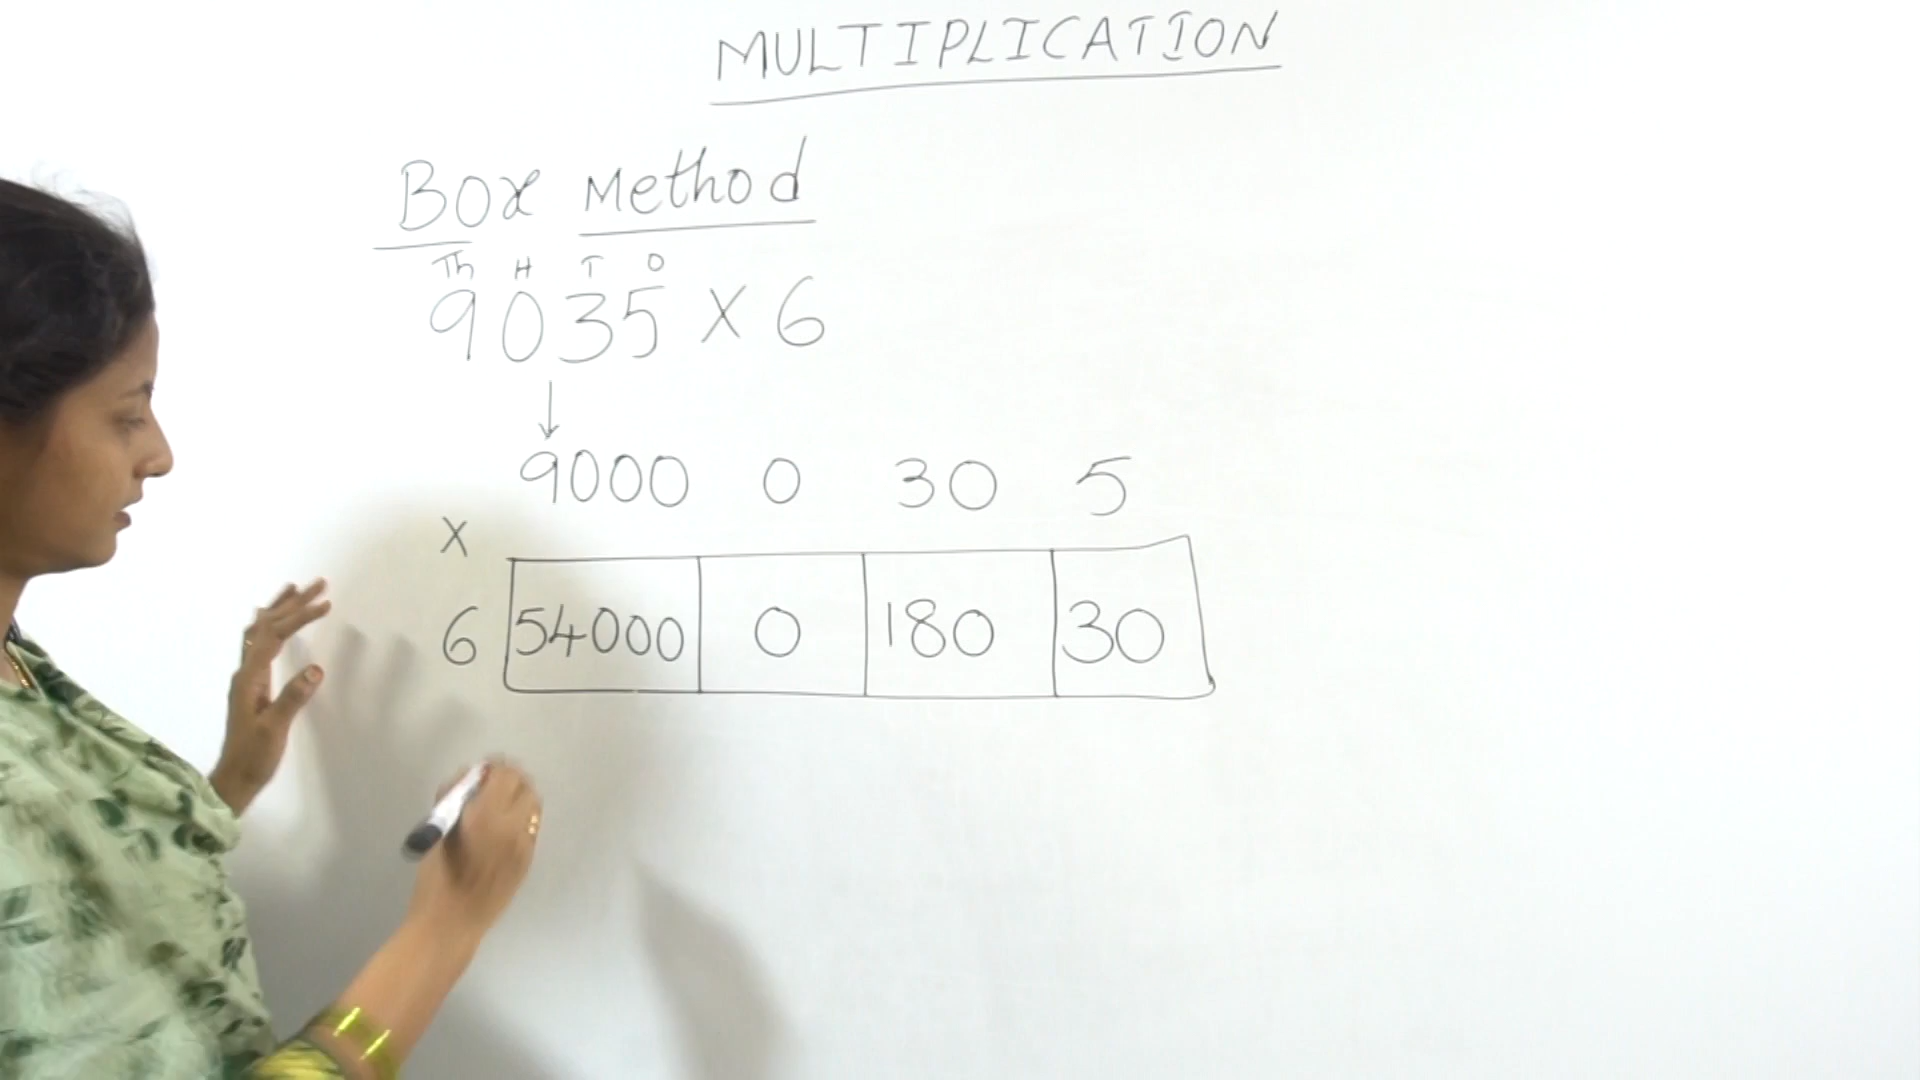 MULTIPLICATION
Box Method
Th H T O
9035 X 6
↓
9000 0 30 5
X
6 54000 0 180 30